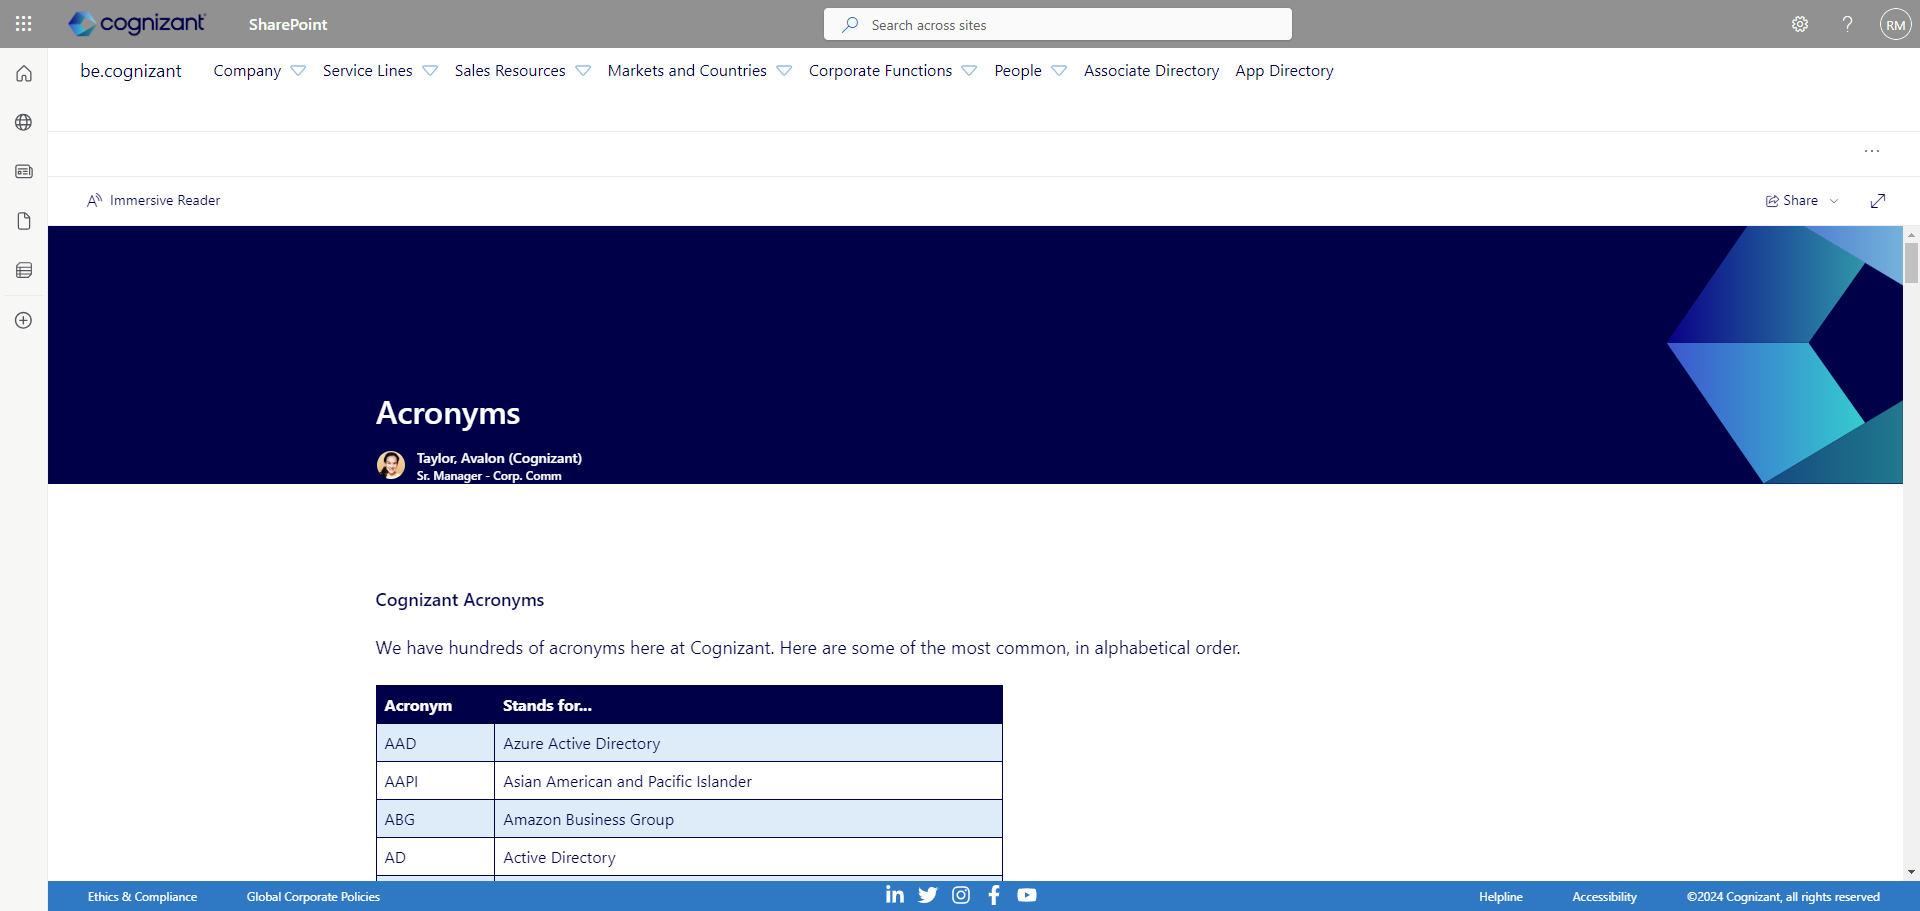 cognizant
SharePoint
Search across sites
RM
be.cognizant
Company
Service Lines
Sales Resources
Markets and Countries
Corporate Functions
People
Associate Directory
App Directory
Immersive Reader
Share
Acronyms
Taylor, Avalon (Cognizant)
Sr. Manager - Corp. Comm
Cognizant Acronyms
We have hundreds of acronyms here at Cognizant. Here are some of the most common, in alphabetical order.
Acronym Stands for...
AAD Azure Active Directory
AAPI Asian American and Pacific Islander
ABG Amazon Business Group
AD Active Directory
Ethics & Compliance
Global Corporate Policies
Helpline
Accessibility
©2024 Cognizant, all rights reserved